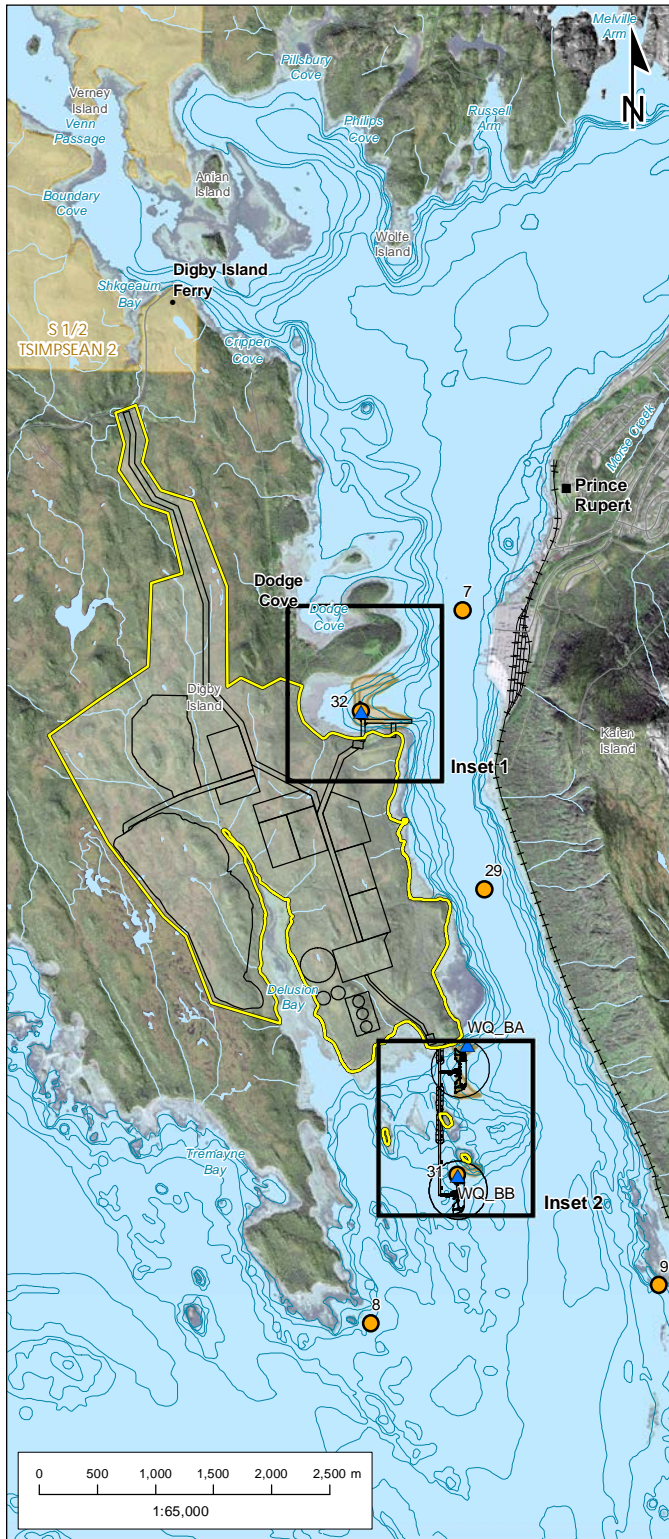 Melville
Arm
N
Pillsbury
Cove
Verney
Island
Venn
Passage
Philips
Cove
Russell
Arm
Anian
Island
Boundary
Cove
Wolfe
Island
Digby Island
Ferry
Shkgeaum
Bay
S 1/2
TSIMPSEAN 2
Crippen
Cove
Morse Creek
Prince
Rupert
Dodge
Cove
Dodge
Cove
7
Digby
Island
32
Kaien
Island
Inset 1
29
Delusion
Bay
WQ_BA
Tremayne
Bay
31
WQ_BB
Inset 2
9
8
0 500 1,000 1,500 2,000 2,500 m
1:65,000